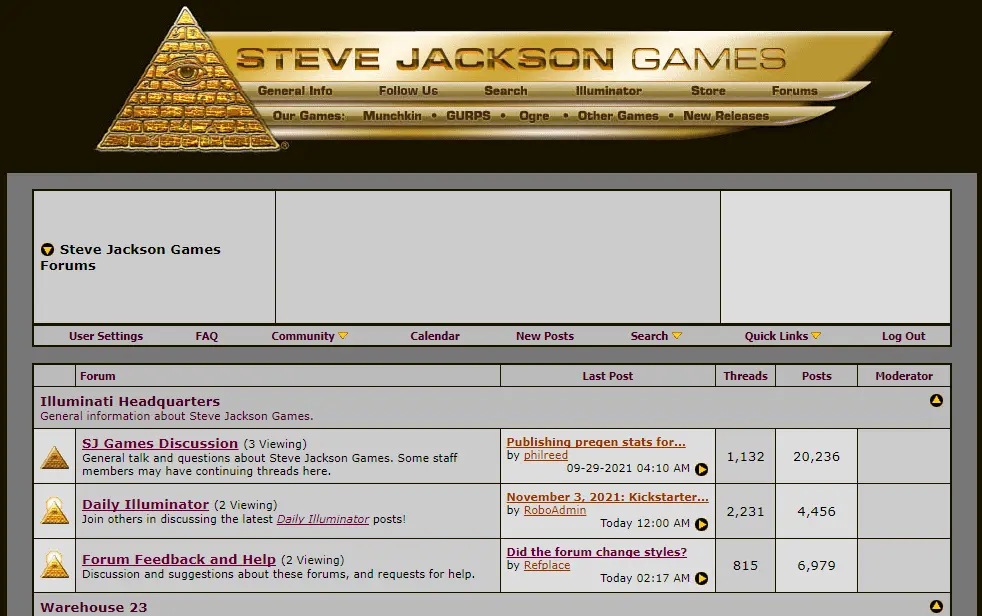 STEVE JACKSON GAMES
General Info Follow Us Search Illuminator Store Forums
Our Games: Munchkin • GURPS • Ogre • Other Games • New Releases
®
Steve Jackson Games
Forums
User Settings FAQ Community Calendar New Posts Search Quick Links Log Out
Forum Last Post Threads Posts Moderator
Illuminati Headquarters
General information about Steve Jackson Games.
SJ Games Discussion (3 Viewing)
General talk and questions about Steve Jackson Games. Some staff
members may have continuing threads here.
Publishing pregen stats for...
by philreed
09-29-2021 04:10 AM
1,132 20,236
Daily Illuminator (2 Viewing)
Join others in discussing the latest Daily Illuminator posts!
November 3, 2021: Kickstarter...
by RoboAdmin
Today 12:00 AM
2,231 4,456
Forum Feedback and Help (2 Viewing)
Discussion and suggestions about these forums, and requests for help.
Did the forum change styles?
by Refplace
Today 02:17 AM
815 6,979
Warehouse 23